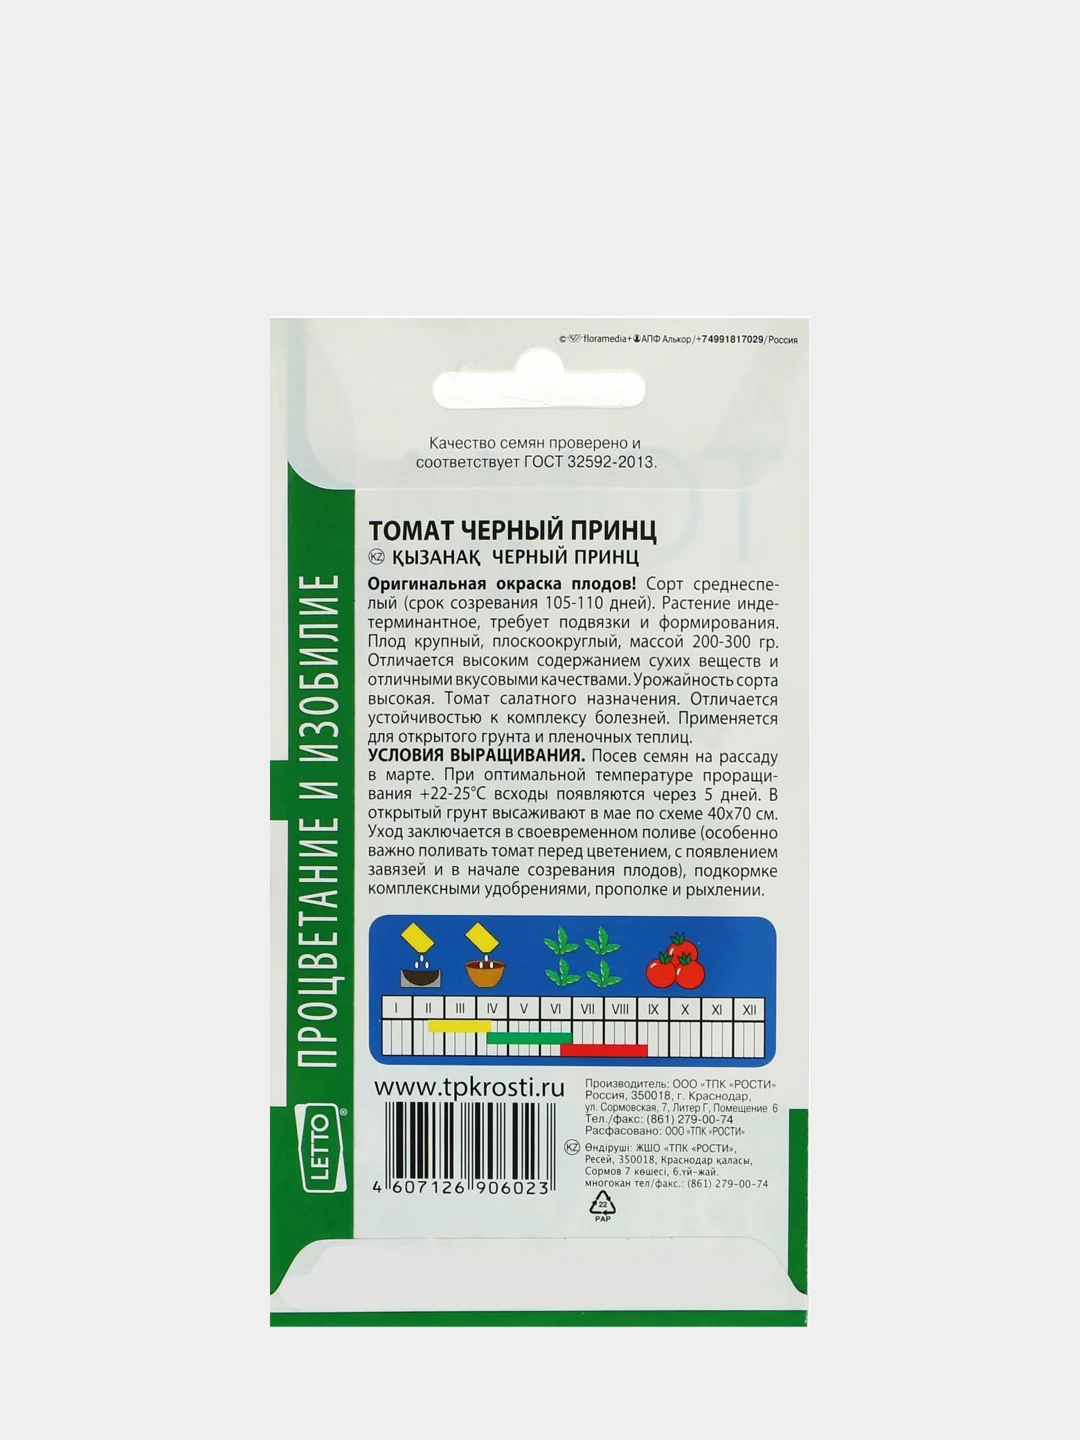 © floramedia+ АПФ Алькор/+74991817029/Россия
Качество семян проверено и
соответствует ГОСТ 32592-2013.
ТОМАТ ЧЕРНЫЙ ПРИНЦ
KZ ҚЫЗАНАҚ ЧЕРНЫЙ ПРИНЦ
Оригинальная окраска плодов! Сорт среднеспе-
лый (срок созревания 105-110 дней). Растение инде-
терминантное, требует подвязки и формирования.
Плод крупный, плоскоокруглый, массой 200-300 гр.
Отличается высоким содержанием сухих веществ и
отличными вкусовыми качествами. Урожайность сорта
высокая. Томат салатного назначения. Отличается
устойчивостью к комплексу болезней. Применяется
для открытого грунта и пленочных теплиц.
УСЛОВИЯ ВЫРАЩИВАНИЯ. Посев семян на рассаду
в марте. При оптимальной температуре проращи-
вания +22-25°С всходы появляются через 5 дней. В
открытый грунт высаживают в мае по схеме 40х70 см.
Уход заключается в своевременном поливе (особенно
важно поливать томат перед цветением, с появлением
завязей и в начале созревания плодов), подкормке
комплексными удобрениями, прополке и рыхлении.
I II III IV V VI VII VIII IX X XI XII
ПРОЦВЕТАНИЕ И ИЗОБИЛИЕ
LETTO®
www.tpkrosti.ru
4 607126 906023
Производитель: ООО «ТПК «РОСТИ»
Россия, 350018, г. Краснодар,
ул. Сормовская, 7, Литер Г, Помещение 6
Тел./факс: (861) 279-00-74
Расфасовано: ООО «ТПК «РОСТИ»
KZ Өндіруші: ЖШО «ТПК «РОСТИ»,
Ресей, 350018, Краснодар қаласы,
Сормов 7 көшесі, 6.үй-жай.
многокан тел/факс.: (861) 279-00-74
22
PAP